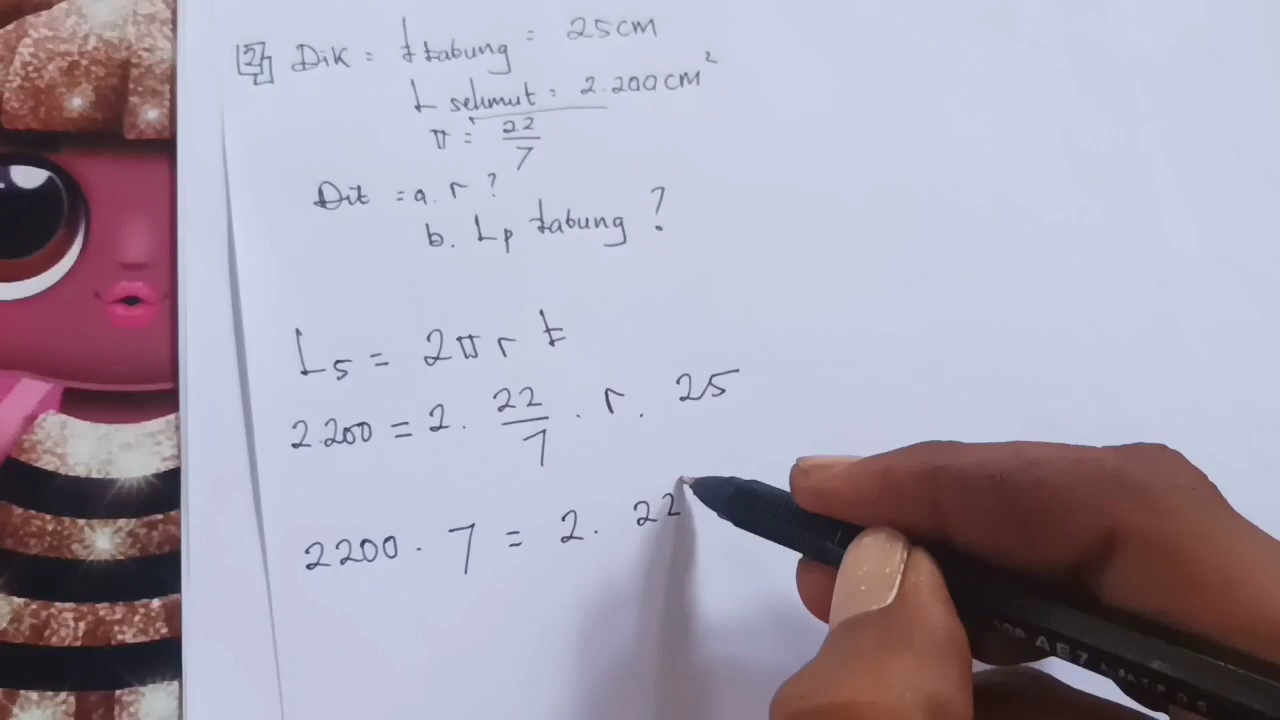 2 Dik = t tabung = 25 cm
L selimut = 2.200 cm²
π = 22/7
Dit = a. r ?
b. Lp tabung ?
Ls = 2 π r t
2.200 = 2. 22/7 . r. 25
2200 . 7 = 2. 22
AE7